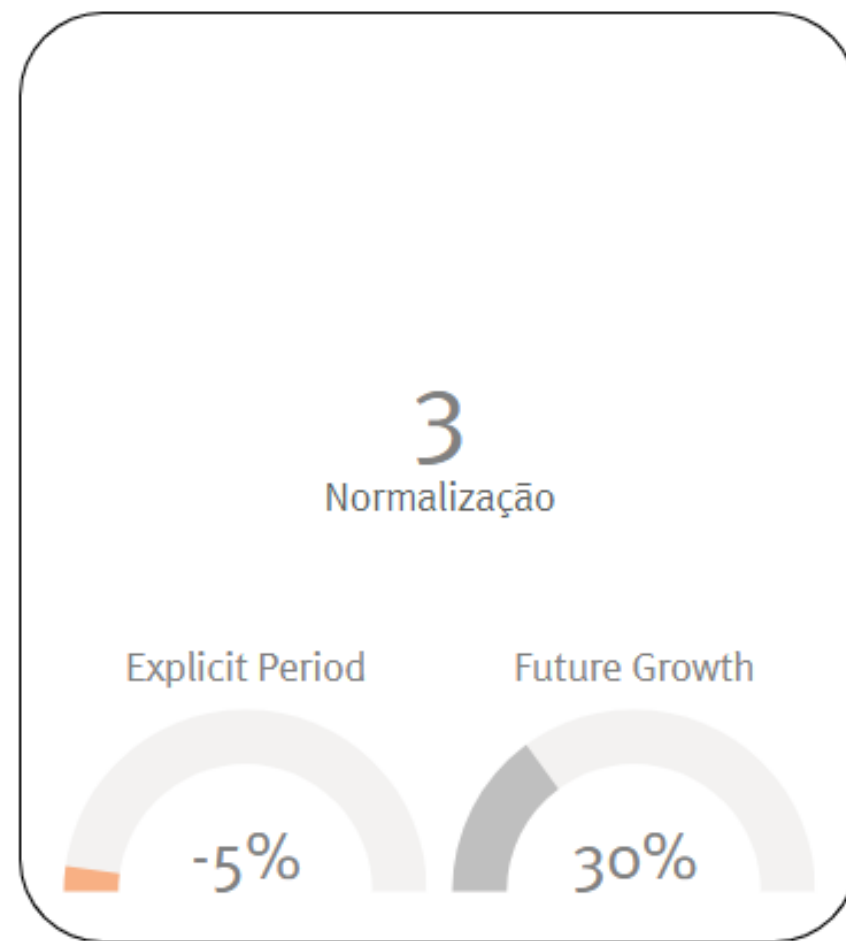 3
Normalização
Explicit Period
Future Growth
-5%
30%